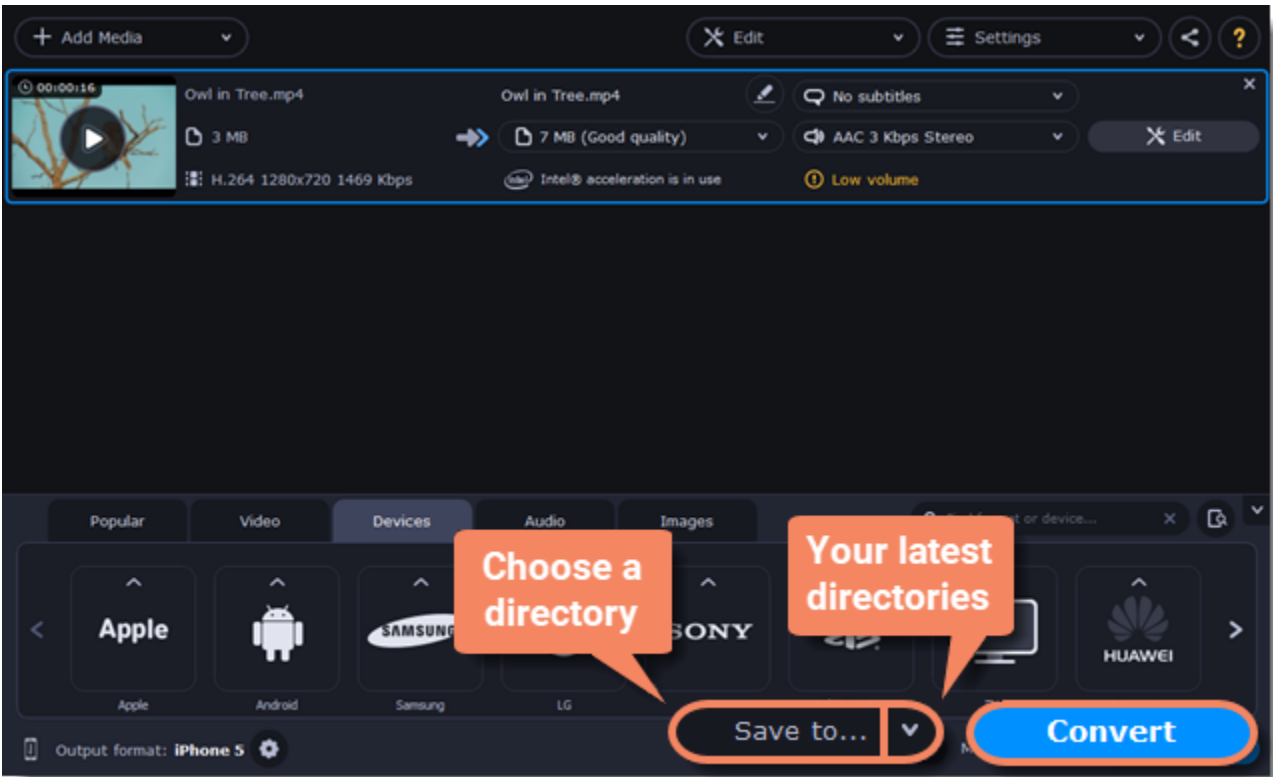 Add Media
Edit
Settings
?
00:00:16
Owl in Tree.mp4
Owl in Tree.mp4
No subtitles
3 MB
7 MB (Good quality)
AAC 3 Kbps Stereo
Edit
H.264 1280x720 1469 Kbps
intel
Intel® acceleration is in use
Low volume
Popular
Video
Devices
Audio
Images
or device...
Choose a
directory
Your latest
directories
Apple
SAMSUNG
SONY
HUAWEI
Apple
Android
Samsung
LG
Save to...
Convert
Output format: iPhone 5